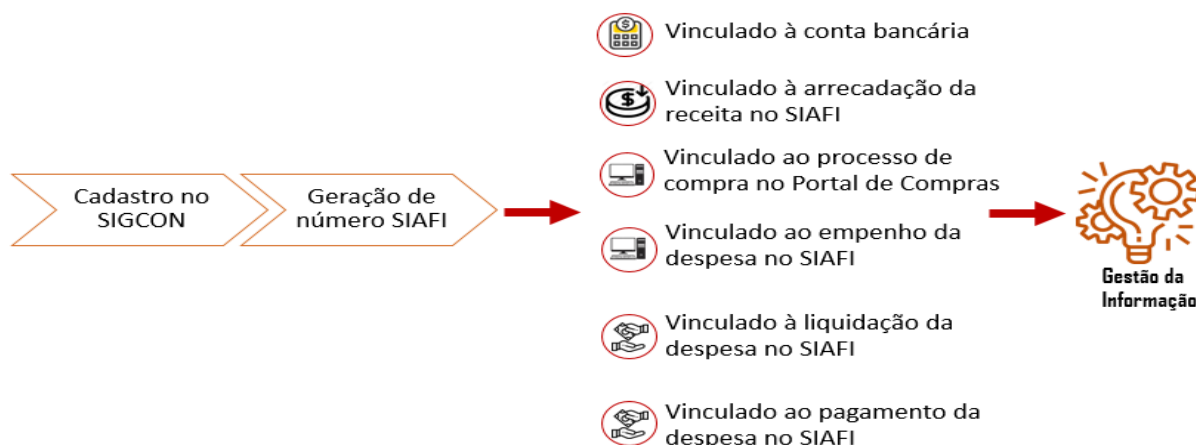 Cadastro no
SIGCON
Geração de
número SIAFI
Vinculado à conta bancária
Vinculado à arrecadação da
receita no SIAFI
Vinculado ao processo de
compra no Portal de Compras
Vinculado ao empenho da
despesa no SIAFI
Vinculado à liquidação da
despesa no SIAFI
Vinculado ao pagamento da
despesa no SIAFI
Gestão da
Informação